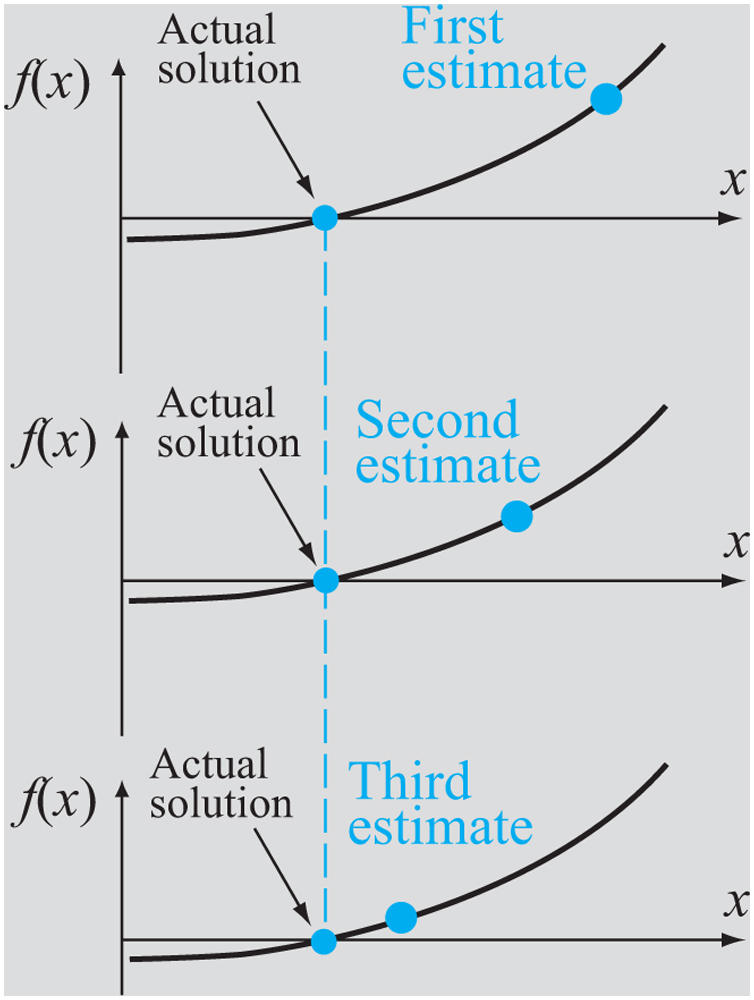 Actual
solution
First
estimate
f(x)
x
Actual
solution
Second
estimate
f(x)
x
Actual
solution
Third
estimate
f(x)
x